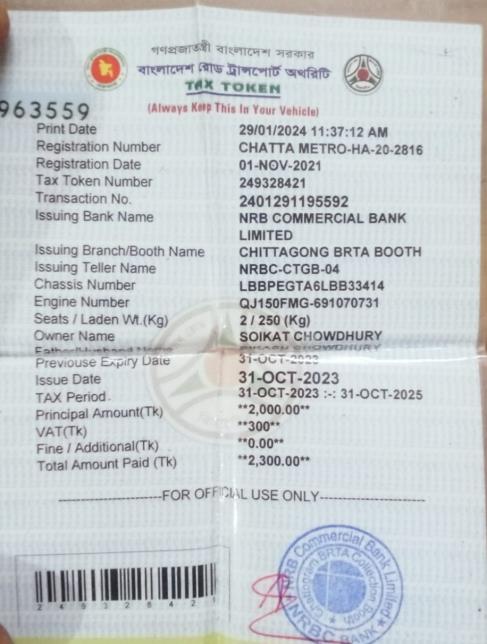 গণপ্রজাতন্ত্রী বাংলাদেশ সরকার
বাংলাদেশ রোড ট্রান্সপোর্ট অথরিটি
TAX TOKEN
(Always Keep This In Your Vehicle)
963559
Print Date 29/01/2024 11:37:12 AM
Registration Number CHATTA METRO-HA-20-2816
Registration Date 01-NOV-2021
Tax Token Number 249328421
Transaction No. 2401291195592
Issuing Bank Name NRB COMMERCIAL BANK
LIMITED
Issuing Branch/Booth Name CHITTAGONG BRTA BOOTH
Issuing Teller Name NRBC-CTGB-04
Chassis Number LBBPEGTA6LBB33414
Engine Number QJ150FMG-691070731
Seats / Laden Wt.(Kg) 2 / 250 (Kg)
Owner Name SOIKAT CHOWDHURY
Father/Husband Name CHOWDHURY
Previouse Expiry Date 31-OCT-2023
Issue Date 31-OCT-2023
TAX Period. 31-OCT-2023 :-: 31-OCT-2025
Principal Amount(Tk) **2,000.00**
VAT(Tk) **300**
Fine / Additional(Tk) **0.00**
Total Amount Paid (Tk) **2,300.00**
----------------------FOR OFFICIAL USE ONLY----------------------
249328421
NRB Commercial Bank Limited
Chattogram BRTA Collection Booth
NRBC BANK